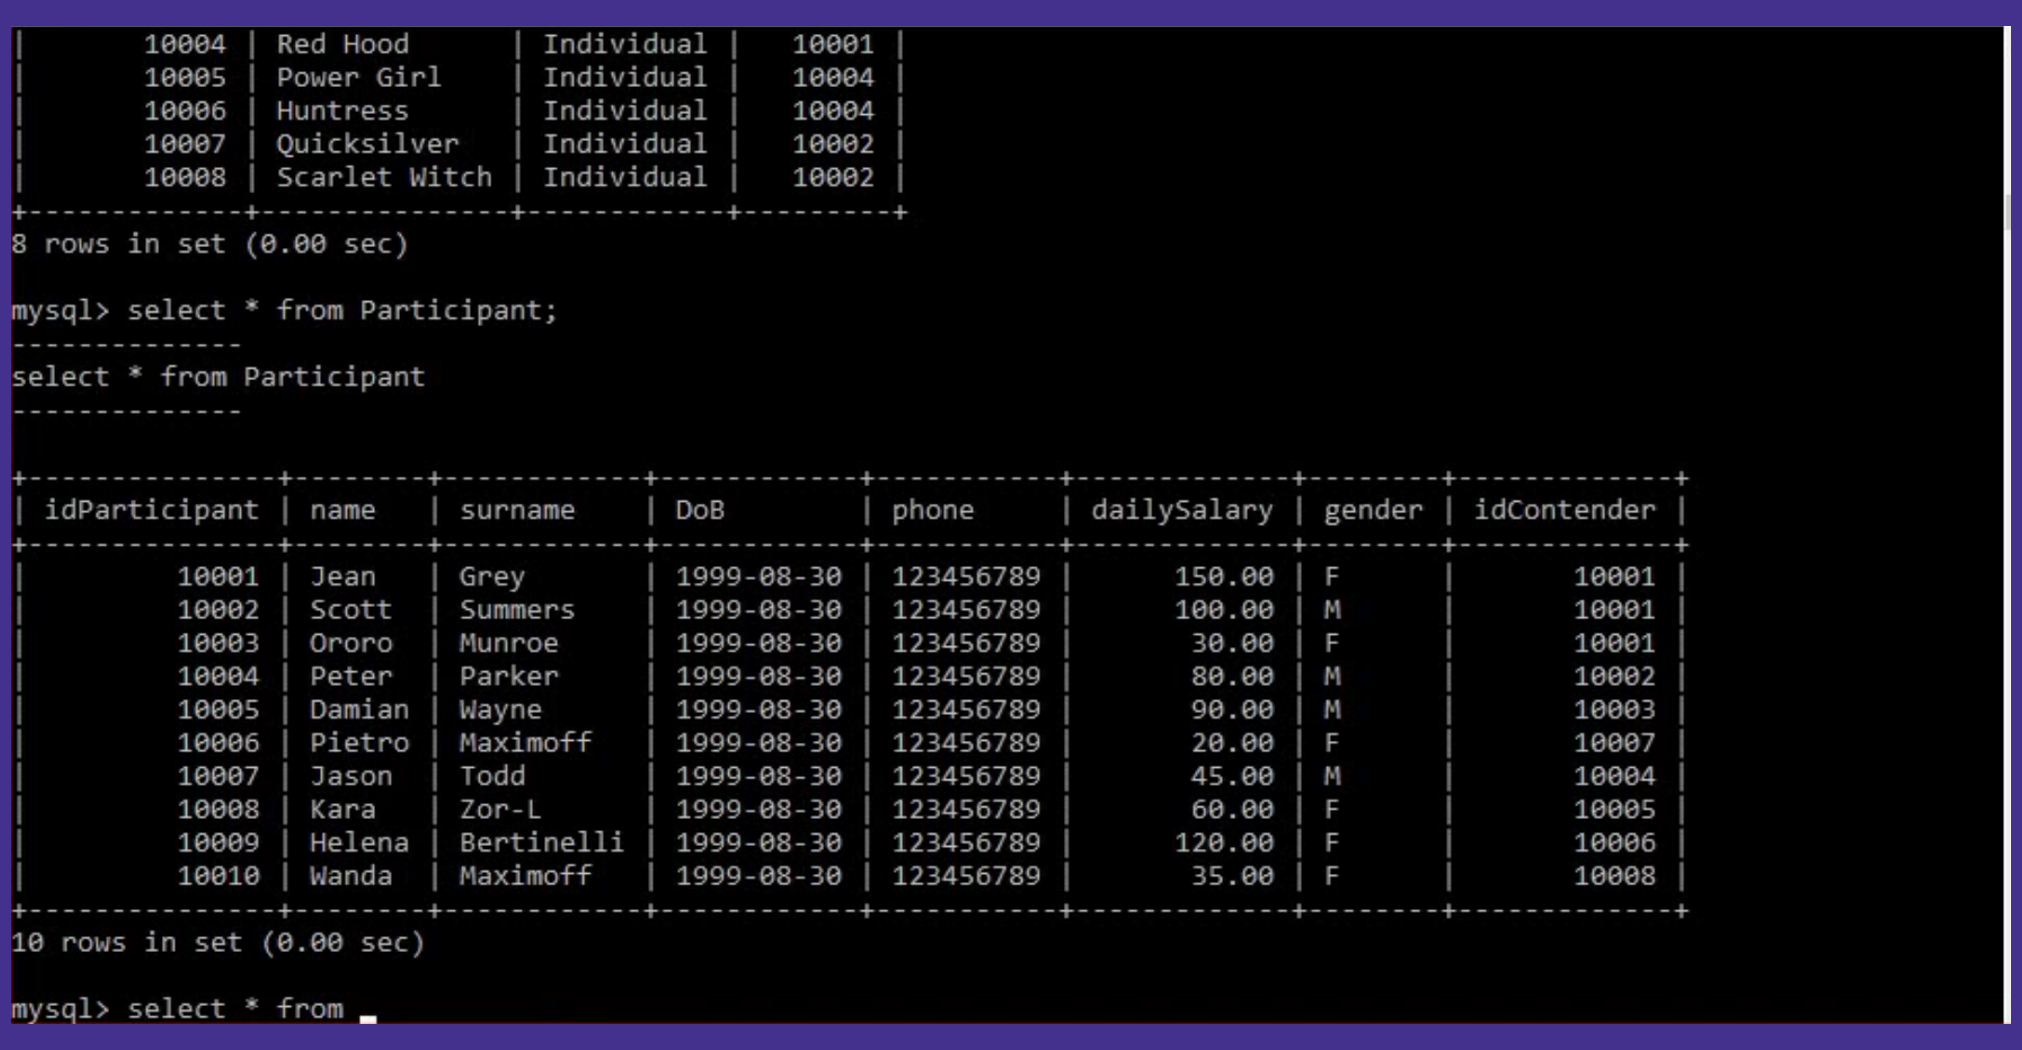 |       10004 | Red Hood      | Individual |   10001 |
|       10005 | Power Girl    | Individual |   10004 |
|       10006 | Huntress      | Individual |   10004 |
|       10007 | Quicksilver   | Individual |   10002 |
|       10008 | Scarlet Witch | Individual |   10002 |
+-------------+---------------+------------+---------+
8 rows in set (0.00 sec)
mysql> select * from Participant;
--------------
select * from Participant
--------------
+---------------+--------+------------+------------+-----------+-------------+--------+-------------+
| idParticipant | name   | surname    | DoB        | phone     | dailySalary | gender | idContender |
+---------------+--------+------------+------------+-----------+-------------+--------+-------------+
|         10001 | Jean   | Grey       | 1999-08-30 | 123456789 |      150.00 | F      |       10001 |
|         10002 | Scott  | Summers    | 1999-08-30 | 123456789 |      100.00 | M      |       10001 |
|         10003 | Ororo  | Munroe     | 1999-08-30 | 123456789 |       30.00 | F      |       10001 |
|         10004 | Peter  | Parker     | 1999-08-30 | 123456789 |       80.00 | M      |       10002 |
|         10005 | Damian | Wayne      | 1999-08-30 | 123456789 |       90.00 | M      |       10003 |
|         10006 | Pietro | Maximoff   | 1999-08-30 | 123456789 |       20.00 | F      |       10007 |
|         10007 | Jason  | Todd       | 1999-08-30 | 123456789 |       45.00 | M      |       10004 |
|         10008 | Kara   | Zor-L      | 1999-08-30 | 123456789 |       60.00 | F      |       10005 |
|         10009 | Helena | Bertinelli | 1999-08-30 | 123456789 |      120.00 | F      |       10006 |
|         10010 | Wanda  | Maximoff   | 1999-08-30 | 123456789 |       35.00 | F      |       10008 |
+---------------+--------+------------+------------+-----------+-------------+--------+-------------+
10 rows in set (0.00 sec)
mysql> select * from _